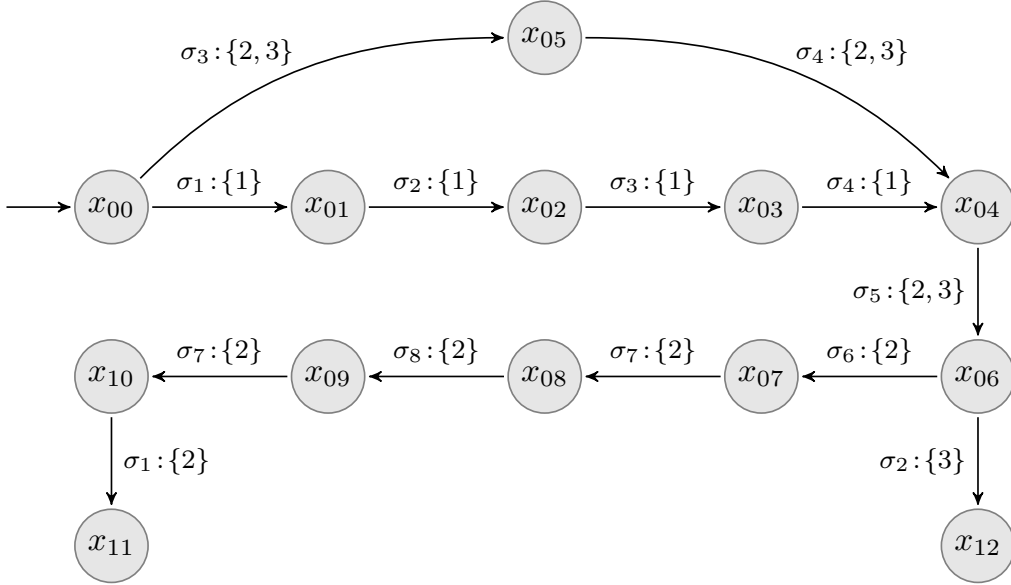 x₀₅
σ₃ : {2, 3} σ₄ : {2, 3}
σ₁ : {1} σ₂ : {1} σ₃ : {1} σ₄ : {1}
x₀₀ x₀₁ x₀₂ x₀₃ x₀₄
σ₅ : {2, 3}
σ₇ : {2} σ₈ : {2} σ₇ : {2} σ₆ : {2}
x₁₀ x₀₉ x₀₈ x₀₇ x₀₆
σ₁ : {2} σ₂ : {3}
x₁₁ x₁₂